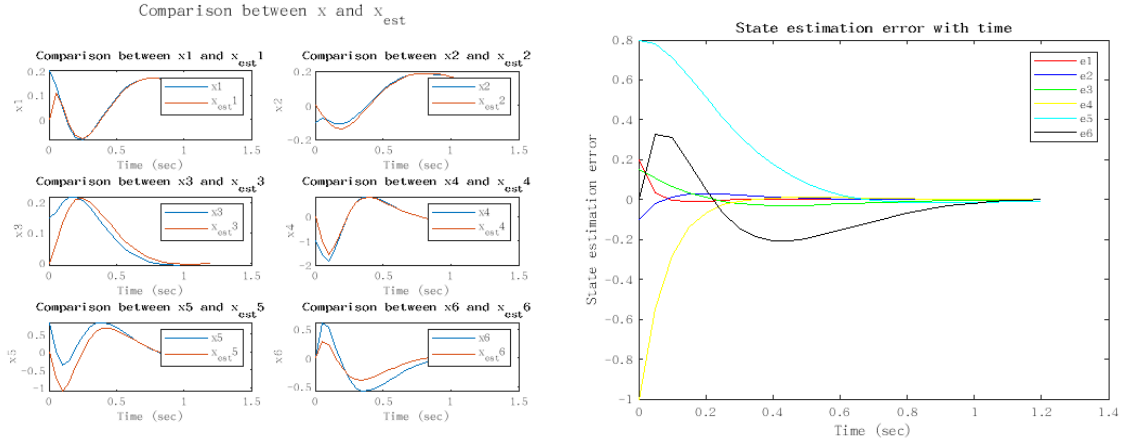 Comparison between x and x_est
Comparison between x1 and x_est1
x1
0.2
0.1
0
x1
x_est1
0 0.5 1 1.5
Time (sec)
Comparison between x2 and x_est2
x2
0.2
0
-0.2
x2
x_est2
0 0.5 1 1.5
Time (sec)
Comparison between x3 and x_est3
x3
0.2
0.1
0
x3
x_est3
0 0.5 1 1.5
Time (sec)
Comparison between x4 and x_est4
x4
0
-1
-2
x4
x_est4
0 0.5 1 1.5
Time (sec)
Comparison between x5 and x_est5
x5
0.5
0
-0.5
-1
x5
x_est5
0 0.5 1 1.5
Time (sec)
Comparison between x6 and x_est6
x6
0.5
0
-0.5
x6
x_est6
0 0.5 1 1.5
Time (sec)
State estimation error with time
State estimation error
0.8
0.6
0.4
0.2
0
-0.2
-0.4
-0.6
-0.8
-1
e1
e2
e3
e4
e5
e6
0 0.2 0.4 0.6 0.8 1 1.2 1.4
Time (sec)